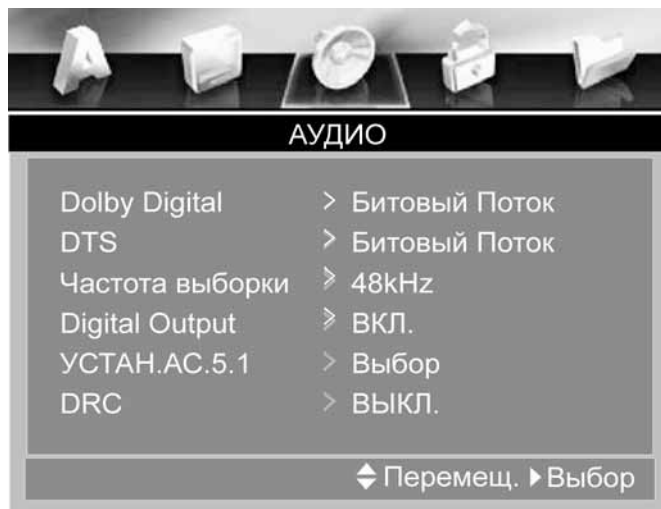 АУДИО
Dolby Digital > Битовый Поток
DTS > Битовый Поток
Частота выборки > 48kHz
Digital Output > ВКЛ.
УСТАН.АС.5.1 > Выбор
DRC > ВЫКЛ.
Перемещ. Выбор